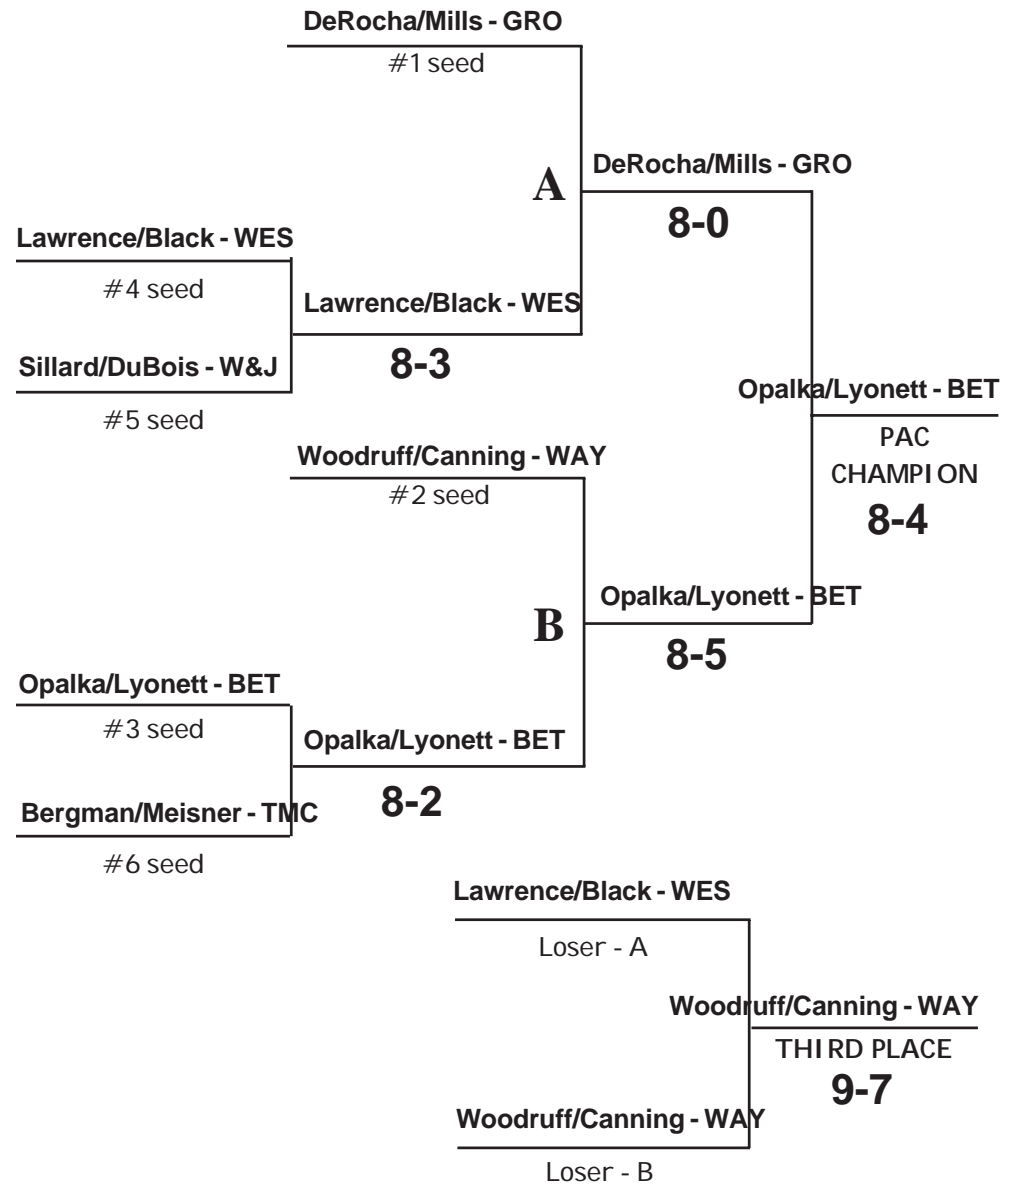 DeRocha/Mills - GRO
#1 seed
A
DeRocha/Mills - GRO
8-0
Lawrence/Black - WES
#4 seed
Lawrence/Black - WES
8-3
Sillard/DuBois - W&J
#5 seed
Opalka/Lyonett - BET
PAC
CHAMPION
8-4
Woodruff/Canning - WAY
#2 seed
B
Opalka/Lyonett - BET
8-5
Opalka/Lyonett - BET
#3 seed
Opalka/Lyonett - BET
8-2
Bergman/Meisner - TMC
#6 seed
Lawrence/Black - WES
Loser - A
Woodruff/Canning - WAY
THIRD PLACE
9-7
Woodruff/Canning - WAY
Loser - B